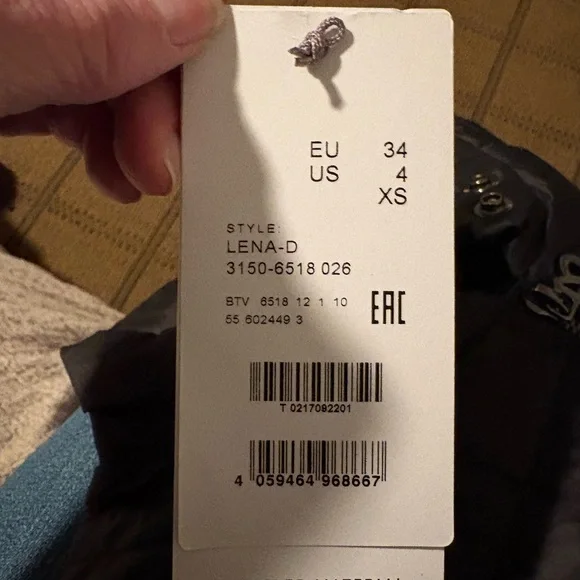 EU 34
US 4
XS
STYLE:
LENA-D
3150-6518 026
BTV 6518 12 1 10
55 602449 3
EAC
T 0217092201
4 059464 968667